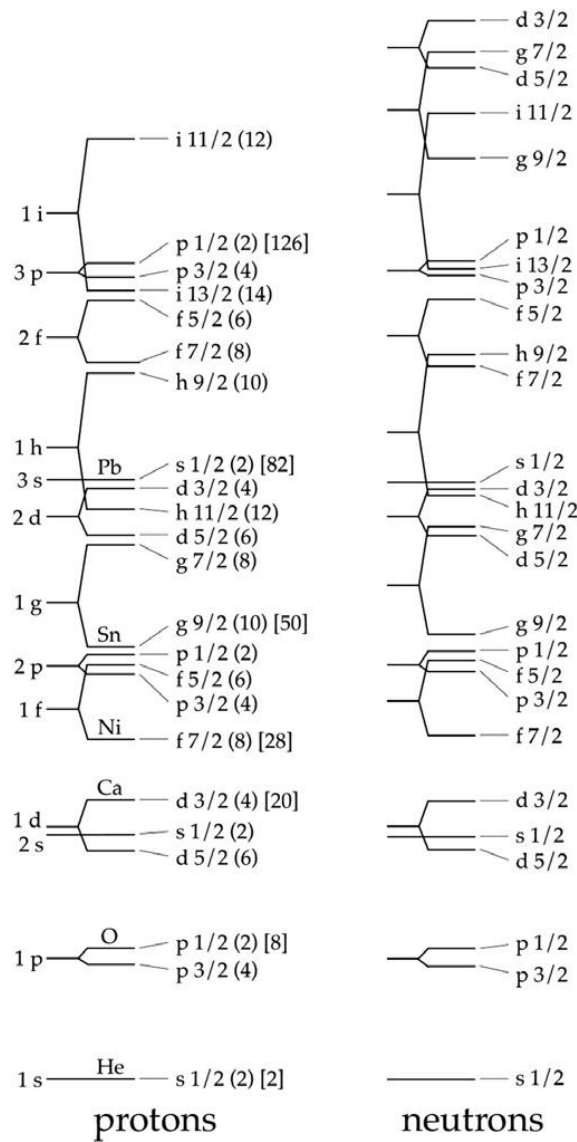 d 3/2
g 7/2
d 5/2
i 11/2
i 11/2 (12)
g 9/2
1 i
p 1/2
p 1/2 (2) [126]
i 13/2
3 p
p 3/2 (4)
p 3/2
i 13/2 (14)
f 5/2 (6)
f 5/2
2 f
f 7/2 (8)
h 9/2
h 9/2 (10)
f 7/2
1 h
Pb
s 1/2 (2) [82]
s 1/2
3 s
d 3/2 (4)
d 3/2
2 d
h 11/2 (12)
h 11/2
d 5/2 (6)
g 7/2
g 7/2 (8)
d 5/2
1 g
Sn
g 9/2 (10) [50]
g 9/2
p 1/2 (2)
p 1/2
2 p
f 5/2 (6)
f 5/2
p 3/2 (4)
p 3/2
1 f
Ni
f 7/2 (8) [28]
f 7/2
Ca
d 3/2 (4) [20]
d 3/2
1 d
s 1/2 (2)
s 1/2
2 s
d 5/2 (6)
d 5/2
O
p 1/2 (2) [8]
p 1/2
1 p
p 3/2 (4)
p 3/2
He
1 s
s 1/2 (2) [2]
s 1/2
protons
neutrons